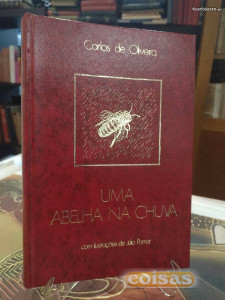 Carlos de Oliveira
UMA
ABELHA NA CHUVA
com ilustrações de Júlio Pomar
coisas